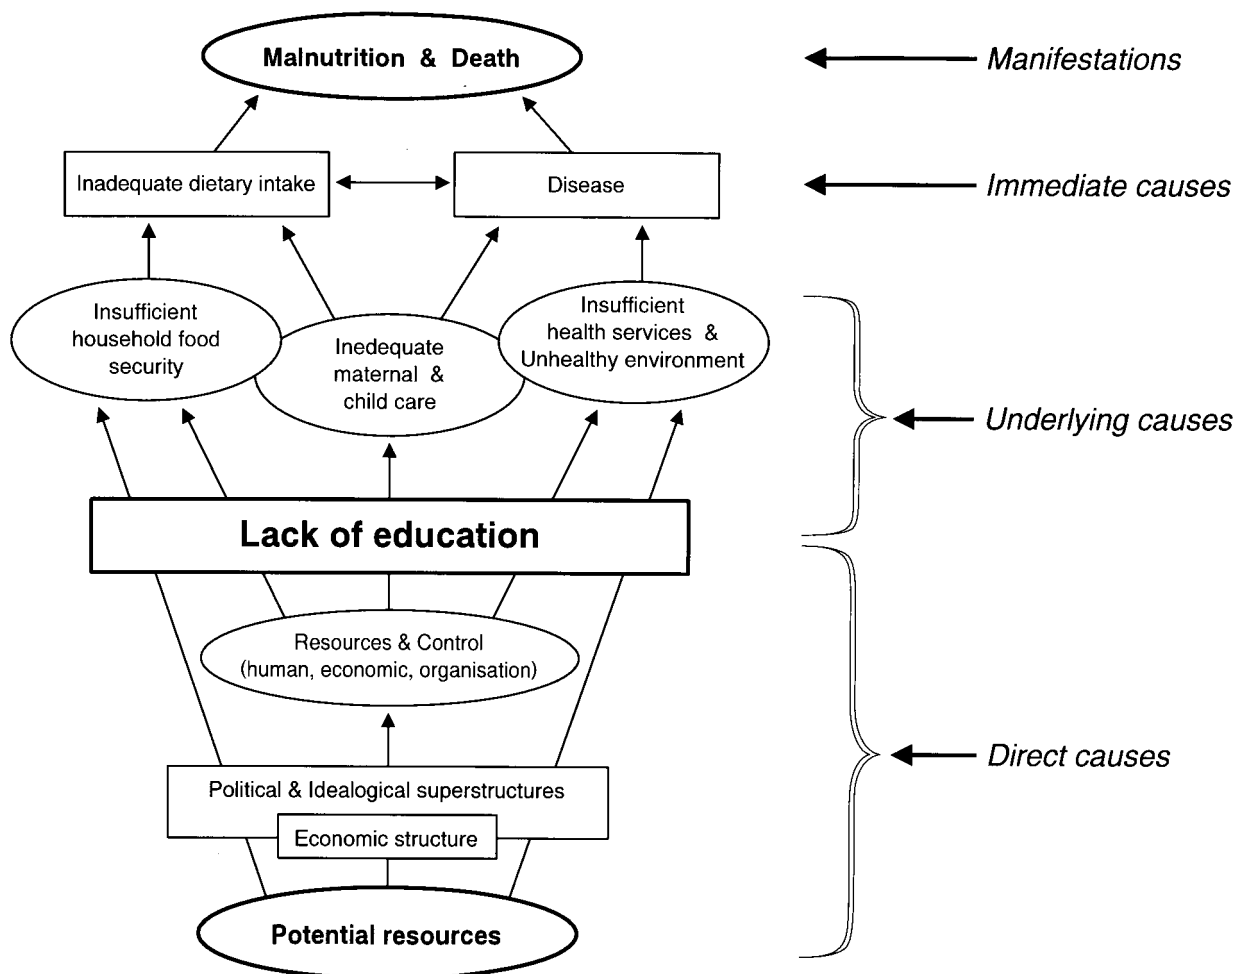 Malnutrition & Death
Manifestations
Inadequate dietary intake
Disease
Immediate causes
Insufficient
household food
security
Inedequate
maternal &
child care
Insufficient
health services &
Unhealthy environment
Underlying causes
Lack of education
Resources & Control
(human, economic, organisation)
Direct causes
Political & Idealogical superstructures
Economic structure
Potential resources